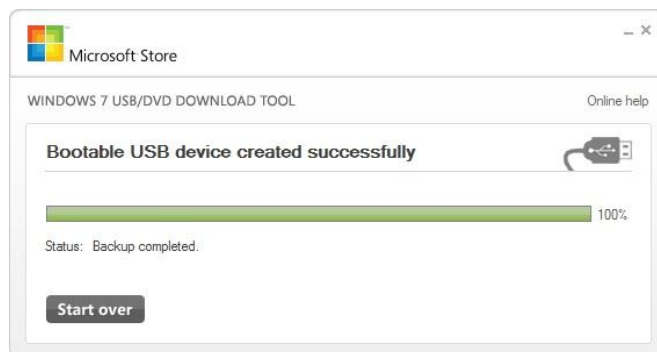 Microsoft Store
WINDOWS 7 USB/DVD DOWNLOAD TOOL
Online help
Bootable USB device created successfully
100%
Status: Backup completed.
Start over